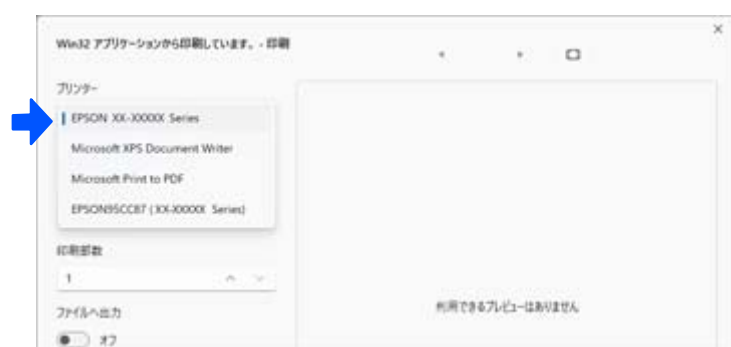 Win32 アプリケーションから印刷しています。 - 印刷
プリンター
EPSON XX-XXXXX Series
Microsoft XPS Document Writer
Microsoft Print to PDF
EPSON95CC87 (XX-XXXXX Series)
印刷部数
1
ファイルへ出力
オフ
利用できるプレビューはありません